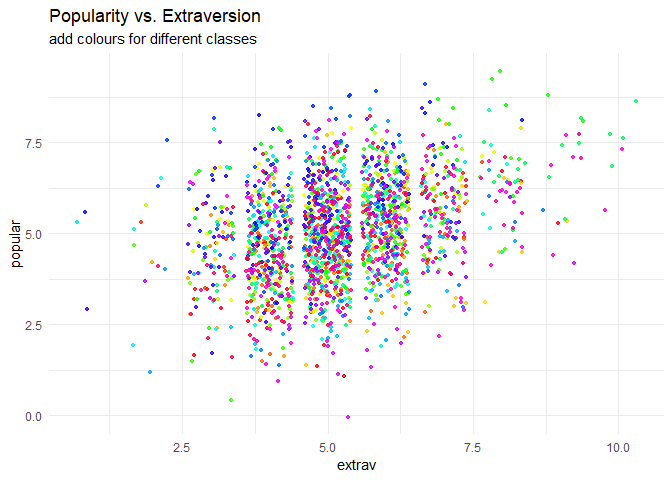 Popularity vs. Extraversion
add colours for different classes
popular
7.5
5.0
2.5
0.0
2.5 5.0 7.5 10.0
extrav